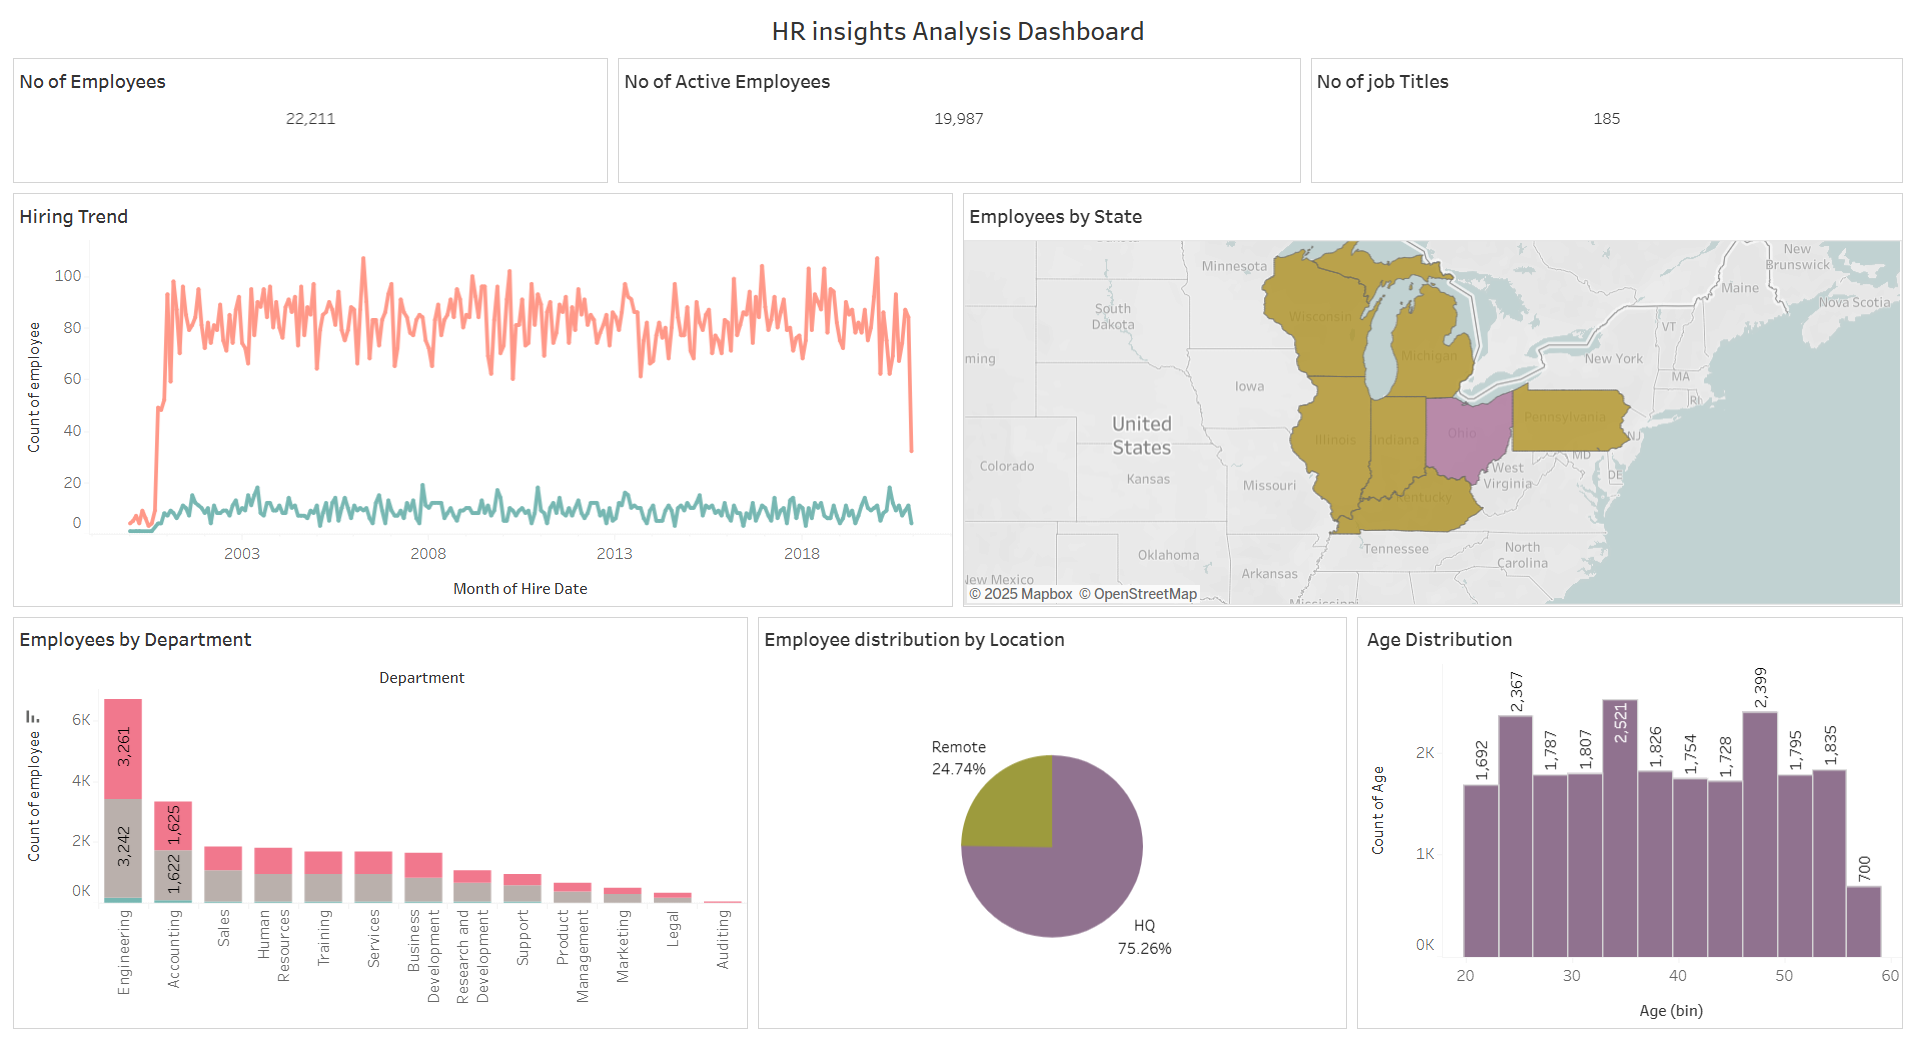 HR insights Analysis Dashboard
No of Employees
22,211
No of Active Employees
19,987
No of job Titles
185
Hiring Trend
Count of employee
100
80
60
40
20
0
2003
2008
2013
2018
Month of Hire Date
Employees by State
Minnesota
South
Dakota
ming
Iowa
United
States
Colorado
Kansas
Missouri
Oklahoma
Arkansas
New Mexico
Mississippi
Tennessee
North
Carolina
West
Virginia
Wisconsin
Michigan
Illinois
Indiana
Ohio
Pennsylvania
Kentucky
New York
VT
MA
RI
NJ
MD
DE
Maine
New
Brunswick
Nova Scotia
© 2025 Mapbox © OpenStreetMap
Employees by Department
Department
Count of employee
6K
4K
2K
0K
3,261
3,242
1,625
1,622
Engineering
Accounting
Sales
Human
Resources
Training
Services
Business
Development
Research and
Development
Support
Product
Management
Marketing
Legal
Auditing
Employee distribution by Location
Remote
24.74%
HQ
75.26%
Age Distribution
Count of Age
2K
1K
0K
1,692
2,367
1,787
1,807
2,521
1,826
1,754
1,728
2,399
1,795
1,835
700
20
30
40
50
60
Age (bin)